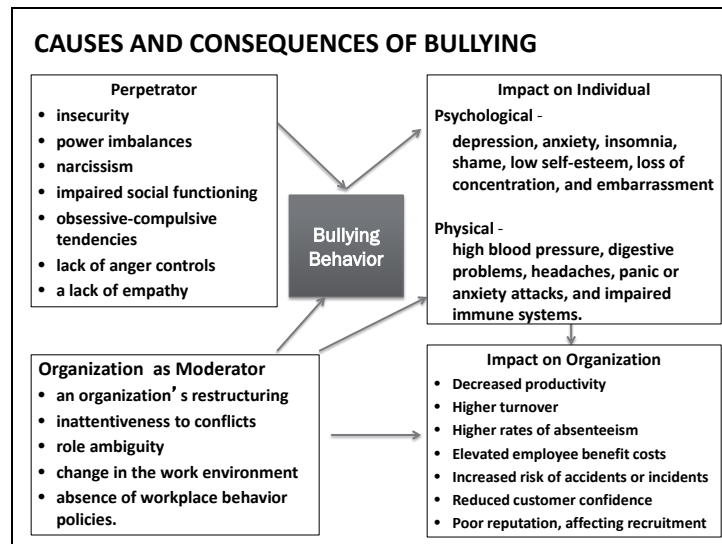 CAUSES AND CONSEQUENCES OF BULLYING
Perpetrator
• insecurity
• power imbalances
• narcissism
• impaired social functioning
• obsessive-compulsive
tendencies
• lack of anger controls
• a lack of empathy
Bullying
Behavior
Impact on Individual
Psychological -
depression, anxiety, insomnia,
shame, low self-esteem, loss of
concentration, and embarrassment
Physical -
high blood pressure, digestive
problems, headaches, panic or
anxiety attacks, and impaired
immune systems.
Organization as Moderator
• an organization's restructuring
• inattentiveness to conflicts
• role ambiguity
• change in the work environment
• absence of workplace behavior
policies.
Impact on Organization
• Decreased productivity
• Higher turnover
• Higher rates of absenteeism
• Elevated employee benefit costs
• Increased risk of accidents or incidents
• Reduced customer confidence
• Poor reputation, affecting recruitment